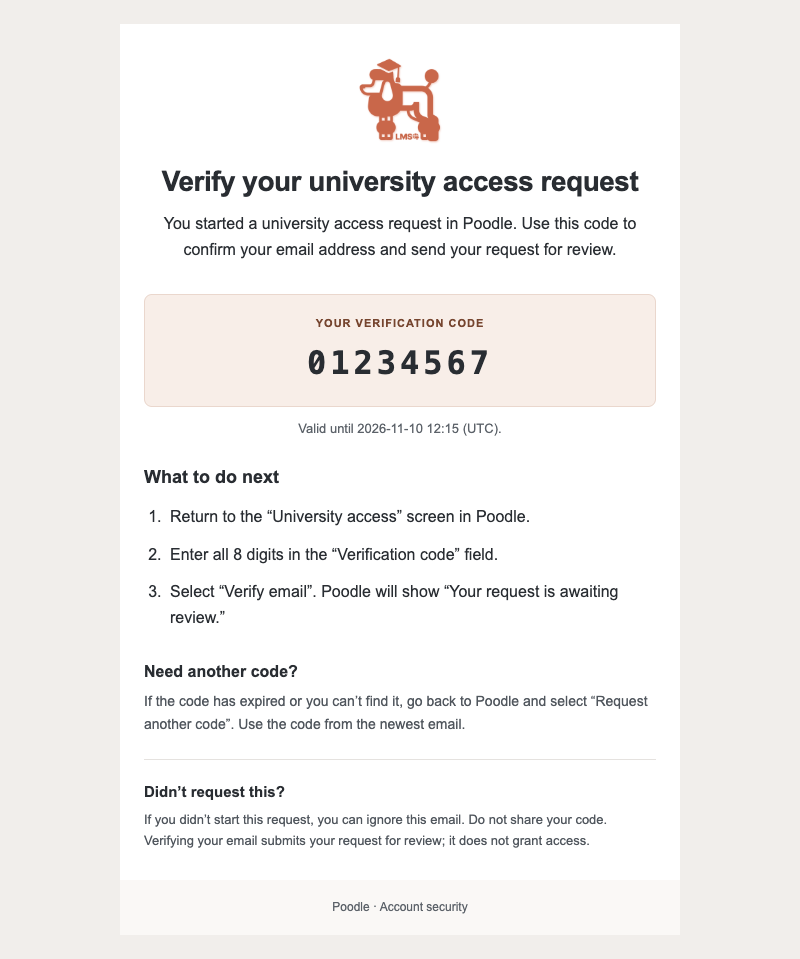 LMS
Verify your university access request
You started a university access request in Poodle. Use this code to
confirm your email address and send your request for review.
YOUR VERIFICATION CODE
01234567
Valid until 2026-11-10 12:15 (UTC).
What to do next
1. Return to the “University access” screen in Poodle.
2. Enter all 8 digits in the “Verification code” field.
3. Select “Verify email”. Poodle will show “Your request is awaiting
review.”
Need another code?
If the code has expired or you can’t find it, go back to Poodle and select “Request
another code”. Use the code from the newest email.
Didn’t request this?
If you didn’t start this request, you can ignore this email. Do not share your code.
Verifying your email submits your request for review; it does not grant access.
Poodle · Account security